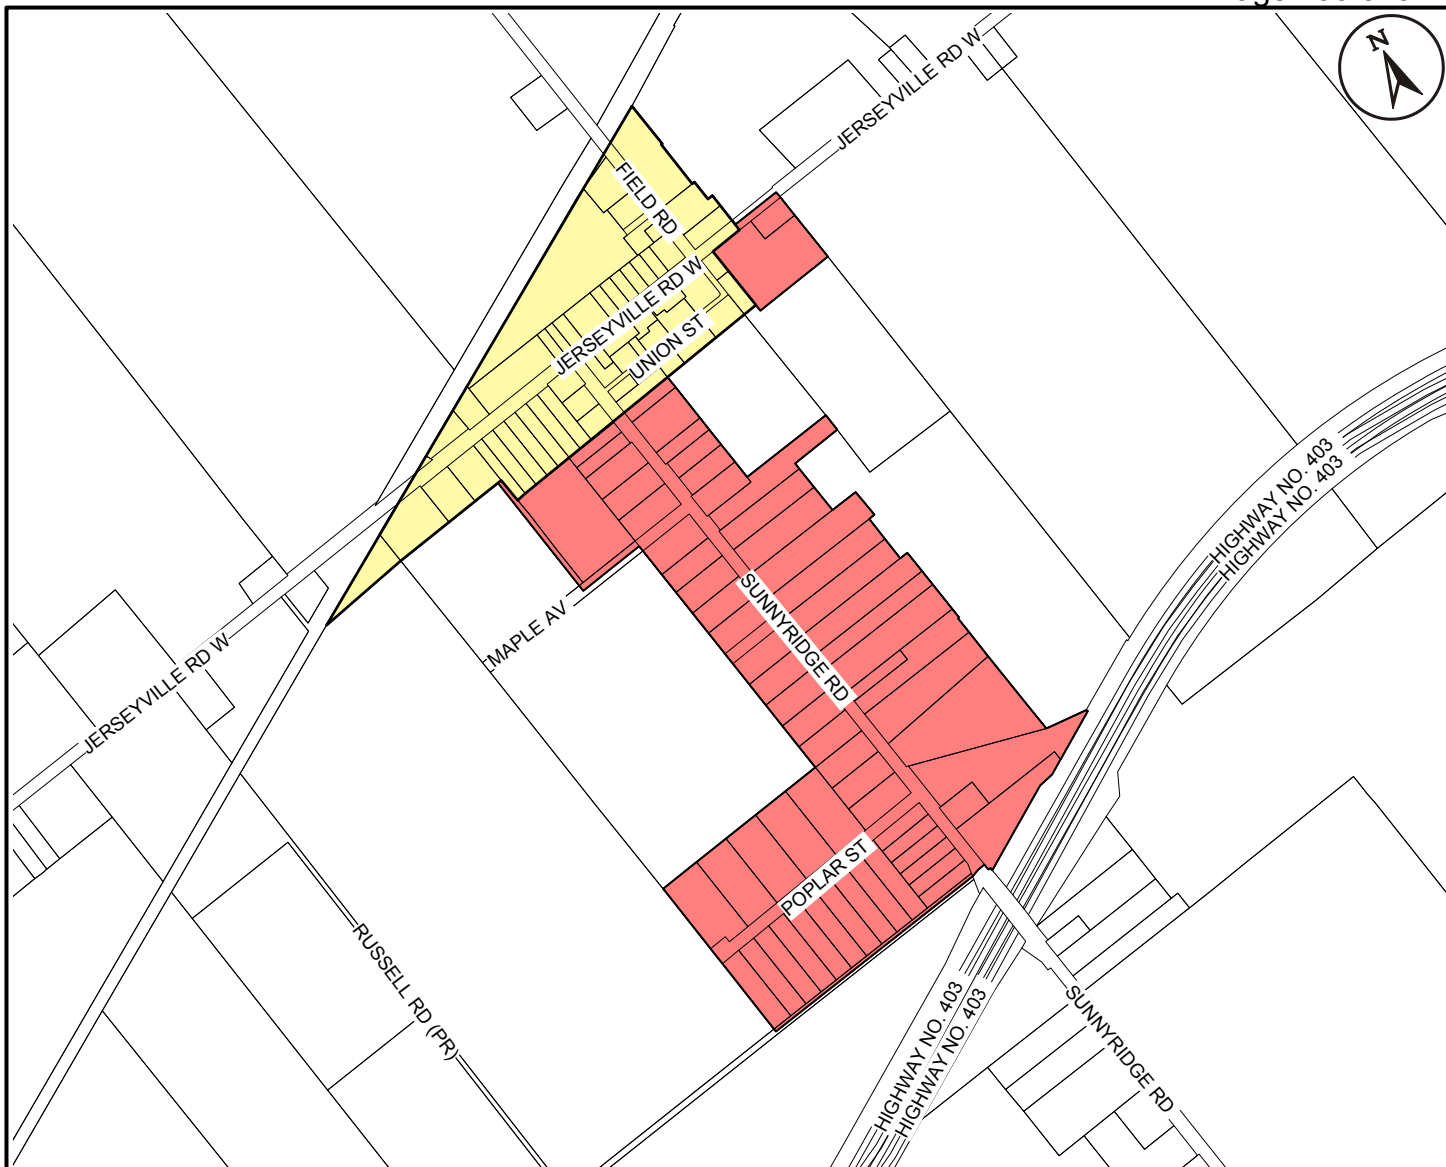 N
JERSEYVILLE RD W
FIELD RD
JERSEYVILLE RD W
UNION ST
HIGHWAY NO. 403
HIGHWAY NO. 403
SUNNYRIDGE RD
MAPLE AV
JERSEYVILLE RD W
POPLAR ST
RUSSELL RD (PR)
HIGHWAY NO. 403
HIGHWAY NO. 403
SUNNYRIDGE RD